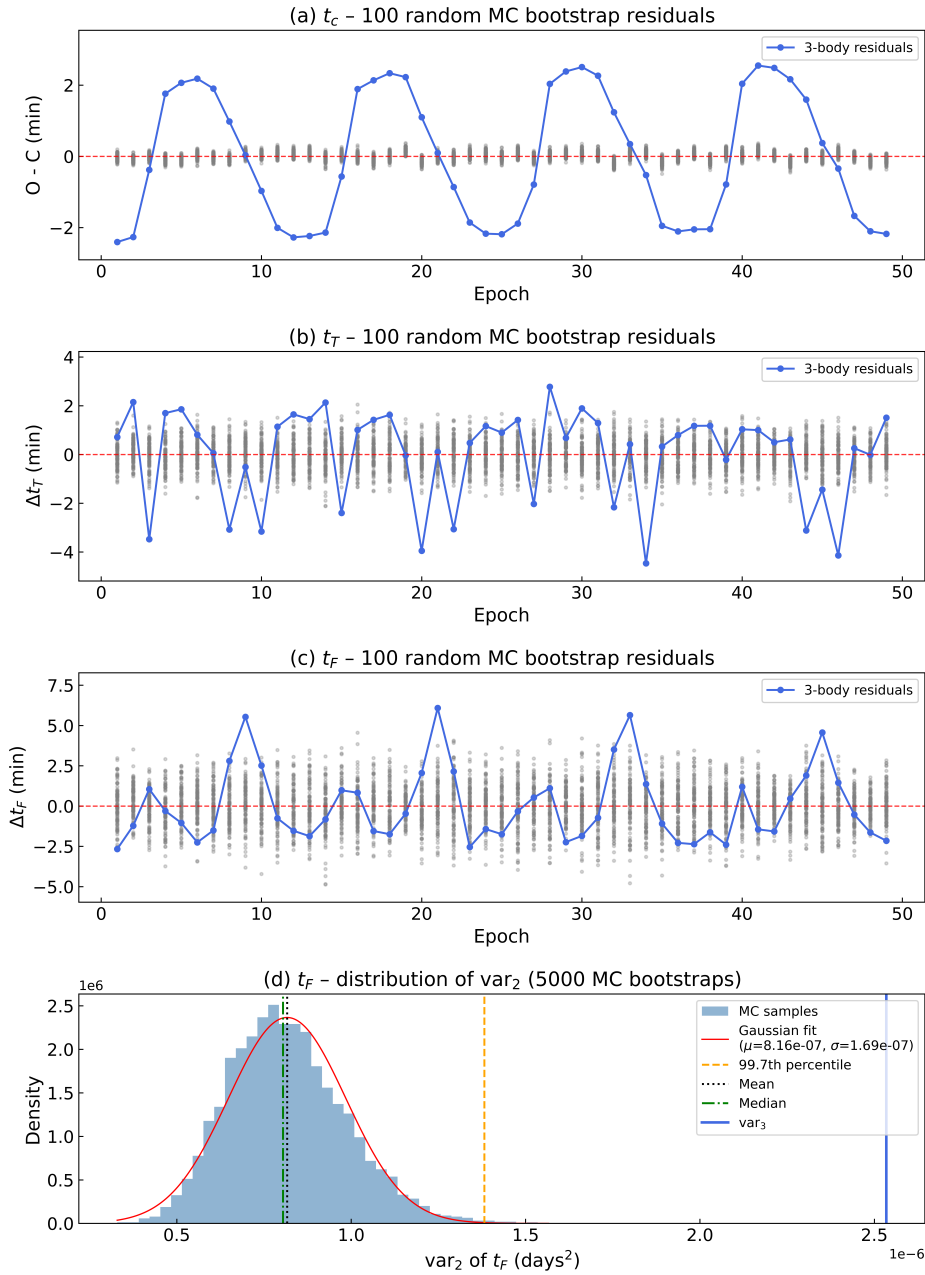 (a) t_c – 100 random MC bootstrap residuals
3-body residuals
O - C (min)
2
0
−2
0 10 20 30 40 50
Epoch
(b) t_T – 100 random MC bootstrap residuals
3-body residuals
Δt_T (min)
4
2
0
−2
−4
0 10 20 30 40 50
Epoch
(c) t_F – 100 random MC bootstrap residuals
3-body residuals
Δt_F (min)
7.5
5.0
2.5
0.0
−2.5
−5.0
0 10 20 30 40 50
Epoch
(d) t_F – distribution of var₂ (5000 MC bootstraps)
1e6
MC samples
Gaussian fit
(μ=8.16e-07, σ=1.69e-07)
99.7th percentile
Mean
Median
var₃
Density
2.5
2.0
1.5
1.0
0.5
0.0
0.5 1.0 1.5 2.0 2.5
1e−6
var₂ of t_F (days²)